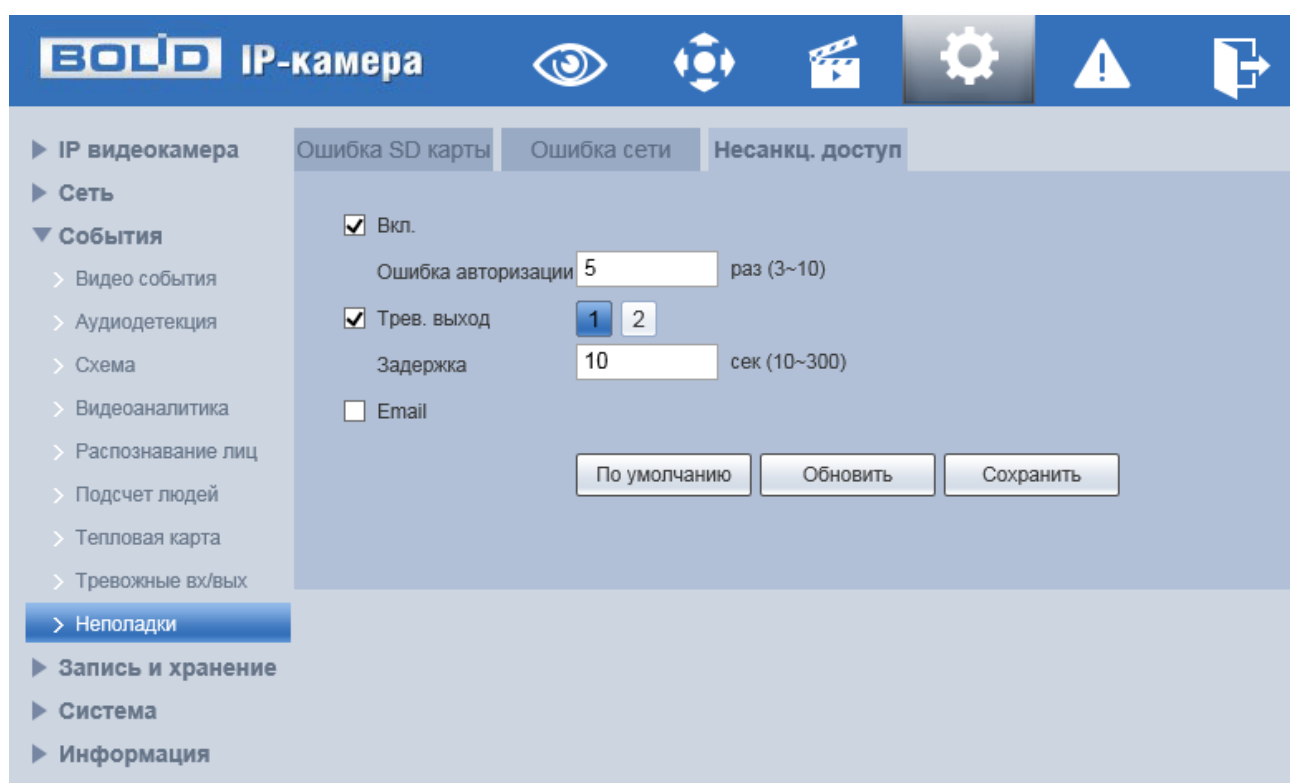 BOLID IP-камера
IP видеокамера
Сеть
События
Видео события
Аудиодетекция
Схема
Видеоаналитика
Распознавание лиц
Подсчет людей
Тепловая карта
Тревожные вх/вых
Неполадки
Запись и хранение
Система
Информация
Ошибка SD карты Ошибка сети Несанкц. доступ
Вкл.
Ошибка авторизации 5 раз (3~10)
Трев. выход 1 2
Задержка 10 сек (10~300)
Email
По умолчанию Обновить Сохранить